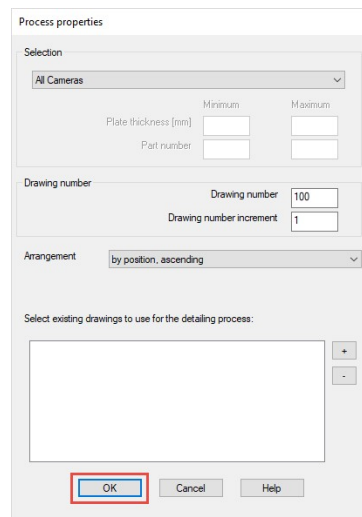 Process properties
Selection
All Cameras
Minimum Maximum
Plate thickness [mm]
Part number
Drawing number
Drawing number 100
Drawing number increment 1
Arrangement by position, ascending
Select existing drawings to use for the detailing process:
+
-
OK Cancel Help